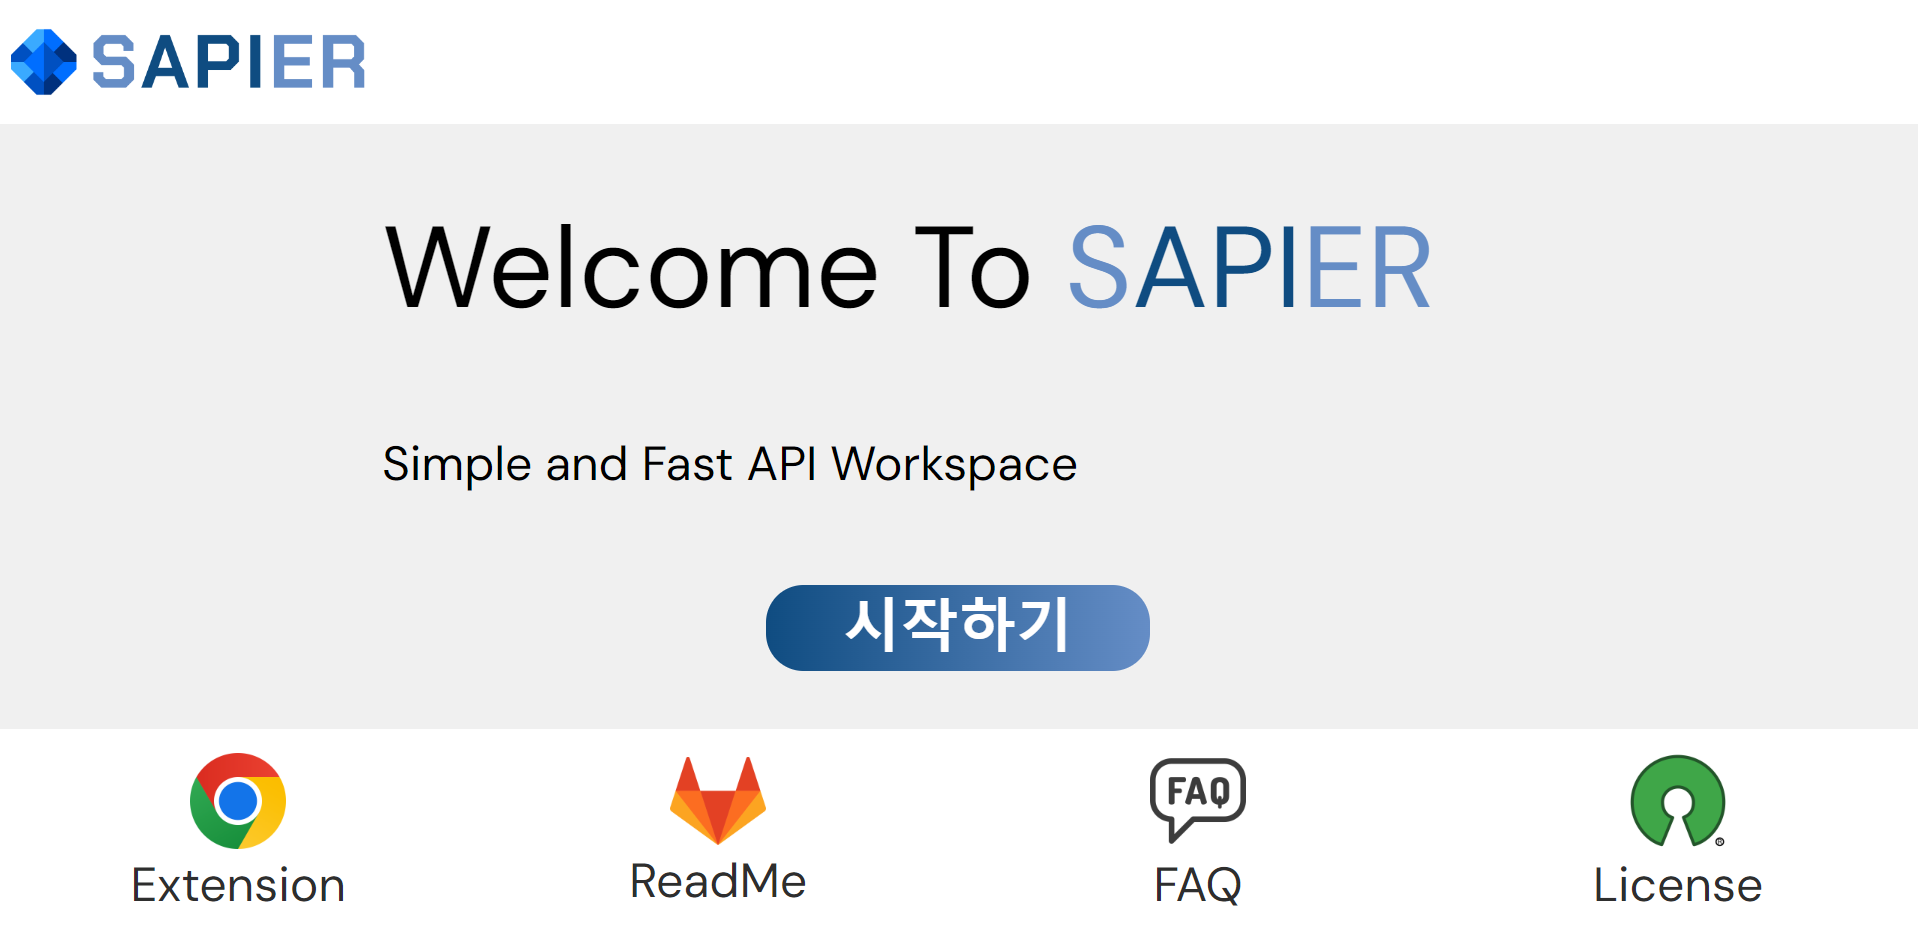 SAPIER
Welcome To SAPIER
Simple and Fast API Workspace
시작하기
FAQ
Extension
ReadMe
FAQ
License